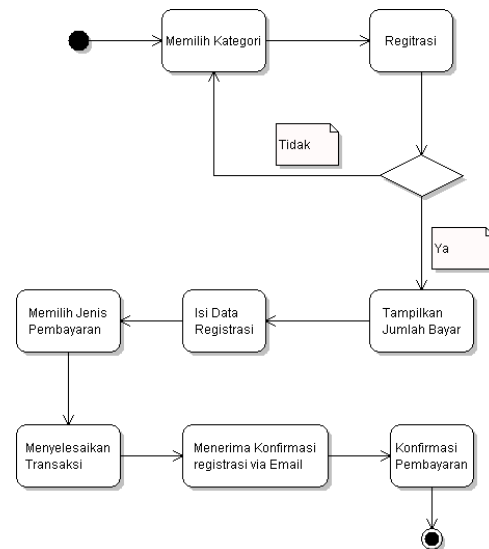 Memilih Kategori
Regitrasi
Tidak
Ya
Tampilkan
Jumlah Bayar
Isi Data
Registrasi
Memilih Jenis
Pembayaran
Menyelesaikan
Transaksi
Menerima Konfirmasi
registrasi via Email
Konfirmasi
Pembayaran